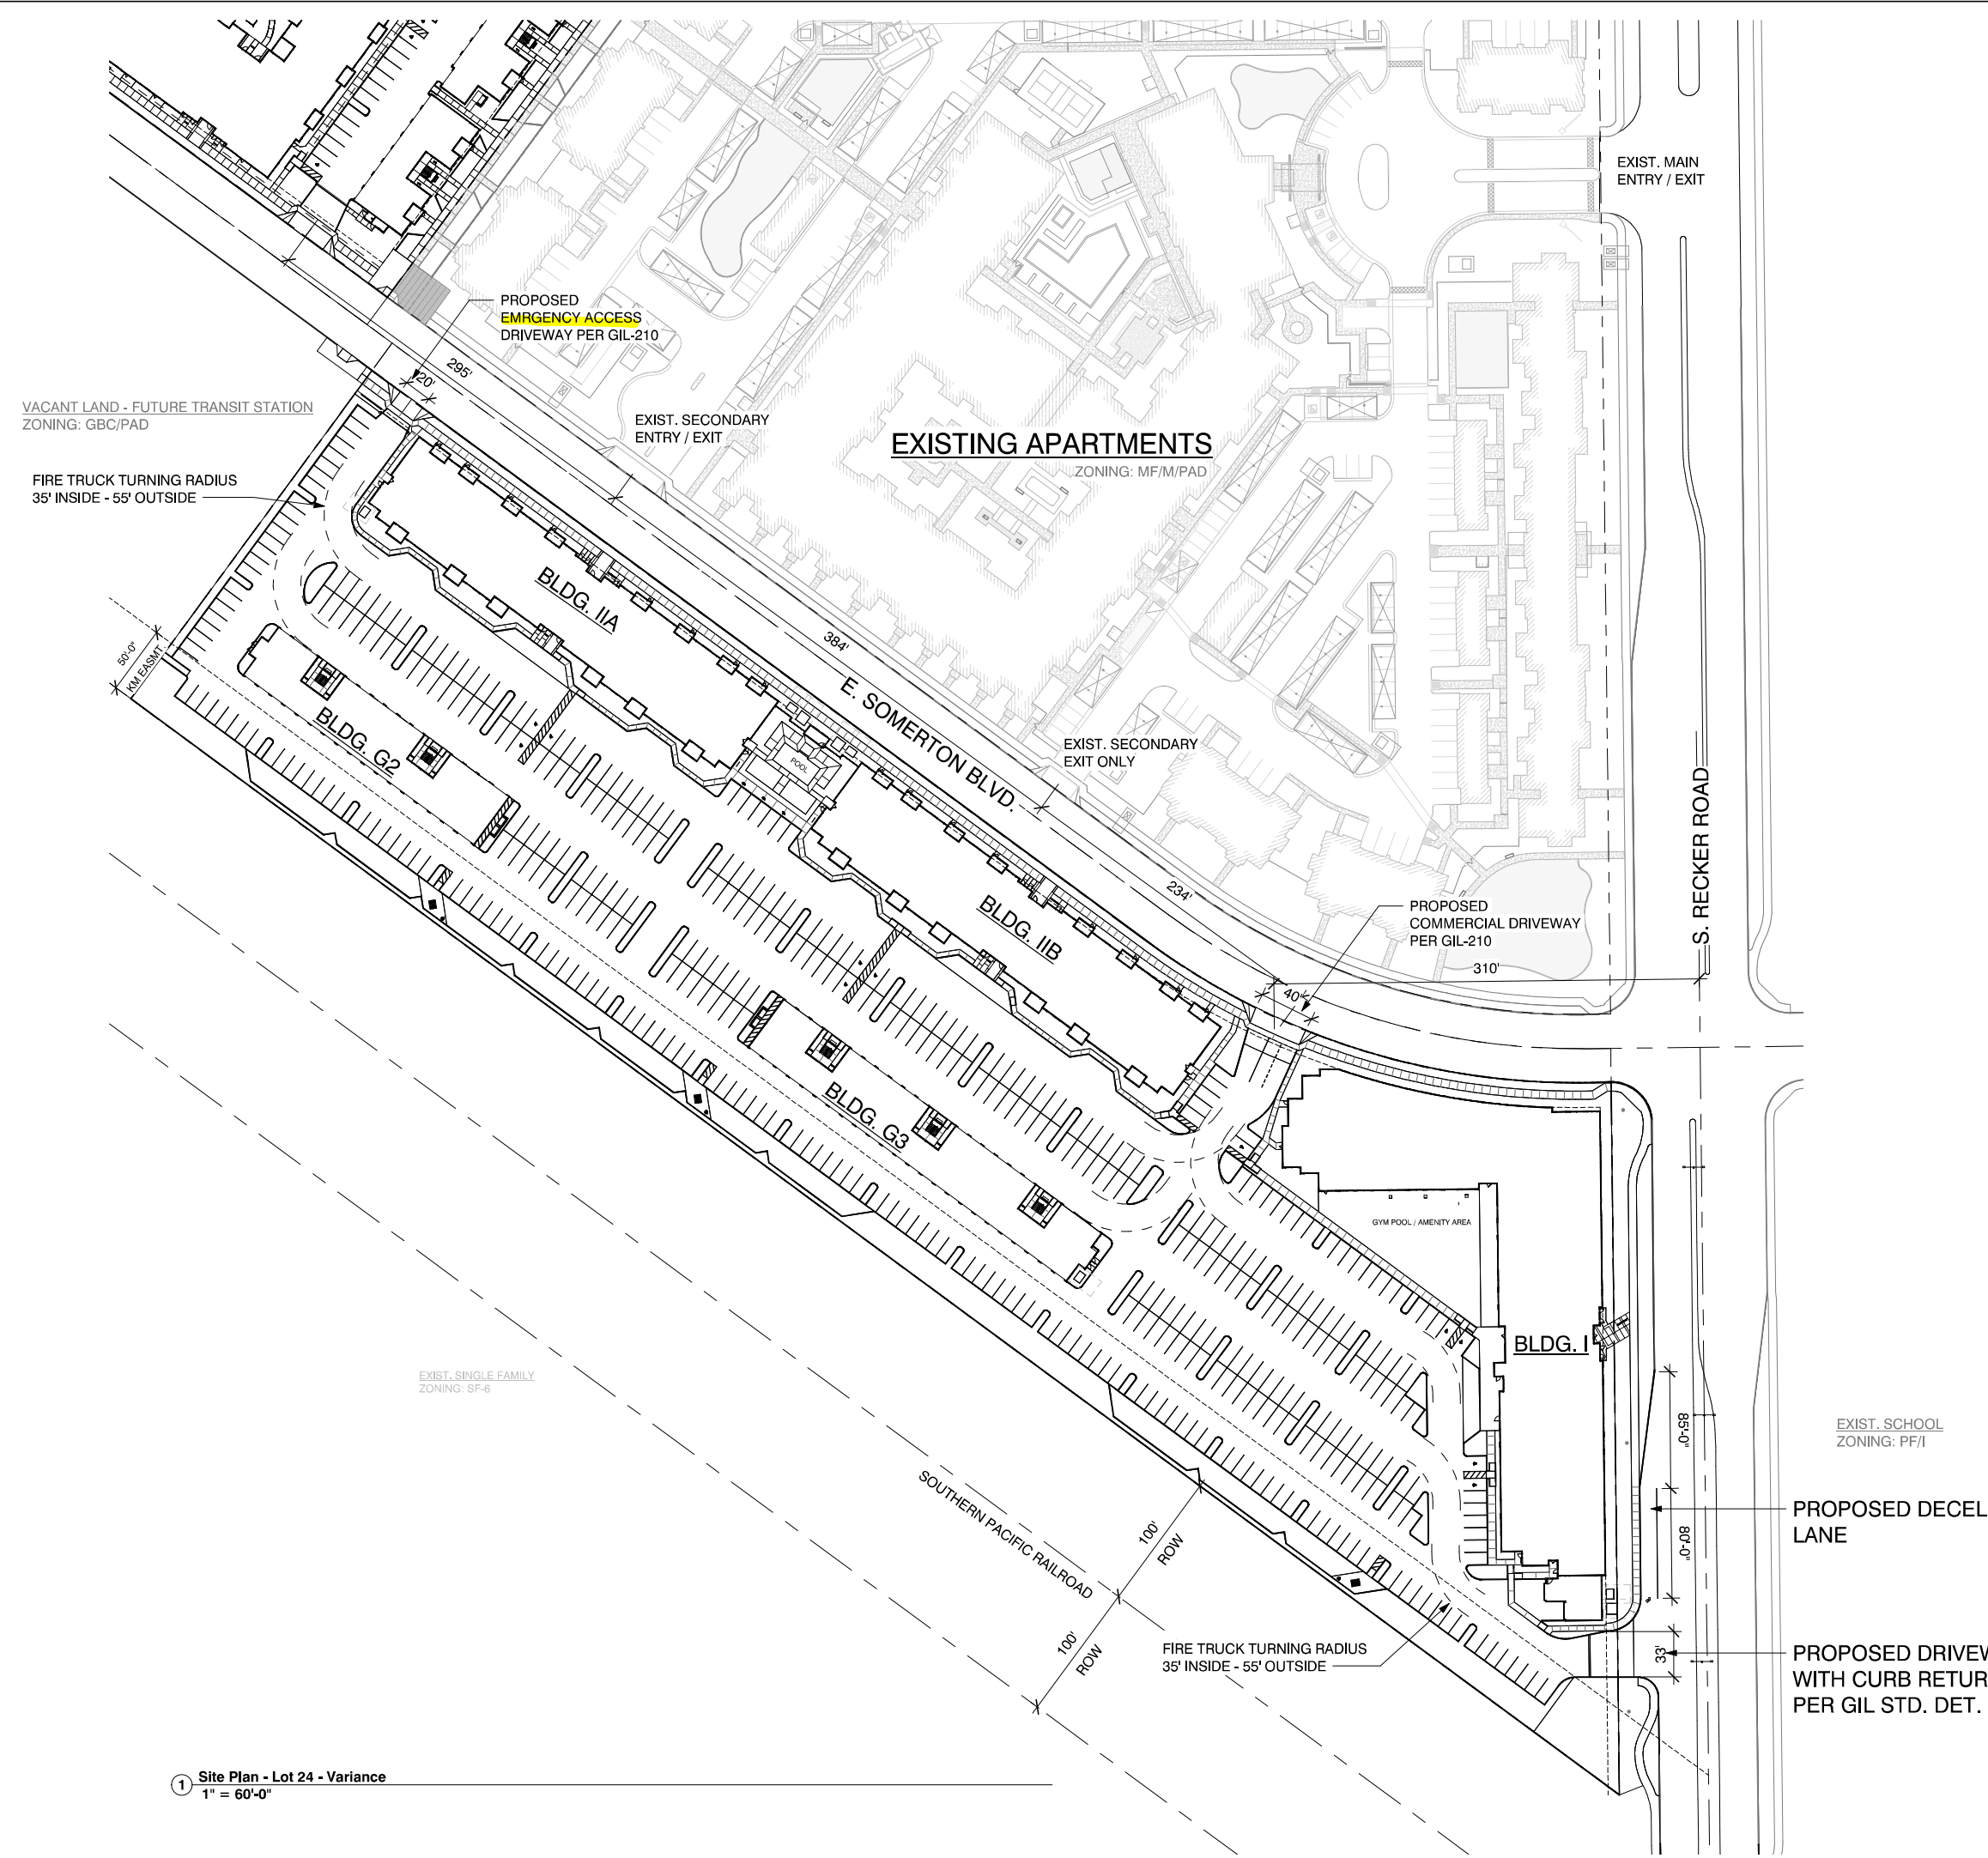 EXIST. MAIN
ENTRY / EXIT
PROPOSED
EMRGENCY ACCESS
DRIVEWAY PER GIL-210
295'
20'
VACANT LAND - FUTURE TRANSIT STATION
ZONING: GBC/PAD
EXIST. SECONDARY
ENTRY / EXIT
EXISTING APARTMENTS
ZONING: MF/M/PAD
FIRE TRUCK TURNING RADIUS
35' INSIDE - 55' OUTSIDE
BLDG. IIA
384'
50'-0"
KM EASMT.
E. SOMERTON BLVD.
BLDG. G2
POOL
EXIST. SECONDARY
EXIT ONLY
S. RECKER ROAD
234'
BLDG. IIB
PROPOSED
COMMERCIAL DRIVEWAY
PER GIL-210
310'
40'
BLDG. G3
GYM POOL / AMENITY AREA
BLDG. I
EXIST. SINGLE FAMILY
ZONING: SF-6
85'-0"
EXIST. SCHOOL
ZONING: PF/I
SOUTHERN PACIFIC RAILROAD
100'
ROW
80'-0"
PROPOSED DECEL
LANE
100'
ROW
FIRE TRUCK TURNING RADIUS
35' INSIDE - 55' OUTSIDE
33'
PROPOSED DRIVEW
WITH CURB RETUR
PER GIL STD. DET.
1 Site Plan - Lot 24 - Variance
1" = 60'-0"